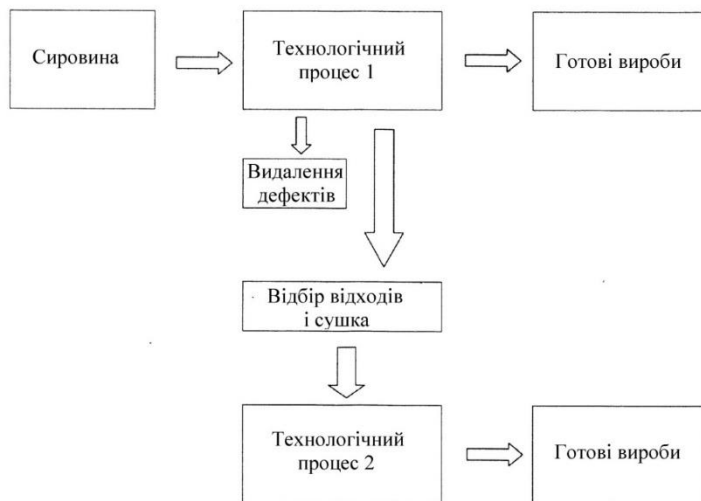 Сировина
Технологічний
процес 1
Готові вироби
Видалення
дефектів
Відбір відходів
і сушка
Технологічний
процес 2
Готові вироби